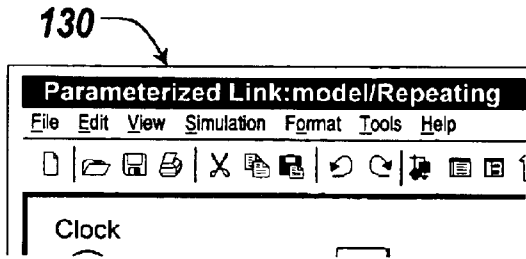 130
Parameterized Link:model/Repeating
File Edit View Simulation Format Tools Help
Clock